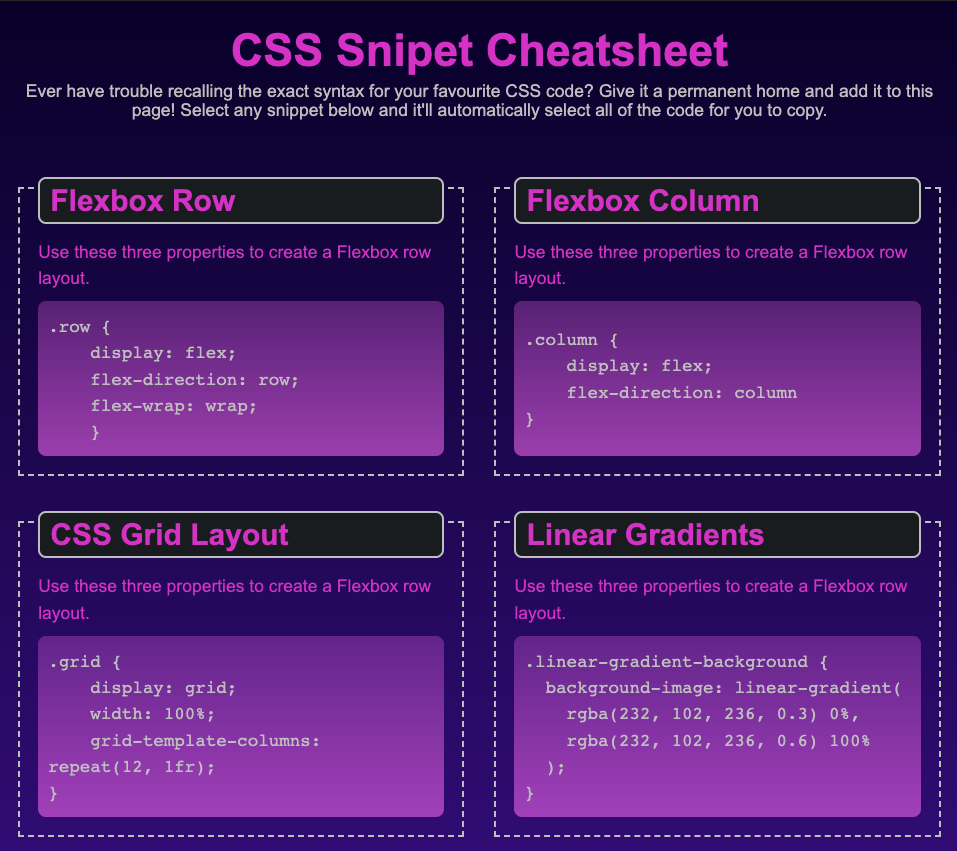 CSS Snipet Cheatsheet
Ever have trouble recalling the exact syntax for your favourite CSS code? Give it a permanent home and add it to this
page! Select any snippet below and it'll automatically select all of the code for you to copy.
Flexbox Row
Use these three properties to create a Flexbox row
layout.
.row {
    display: flex;
    flex-direction: row;
    flex-wrap: wrap;
    }
Flexbox Column
Use these three properties to create a Flexbox row
layout.
.column {
    display: flex;
    flex-direction: column
}
CSS Grid Layout
Use these three properties to create a Flexbox row
layout.
.grid {
    display: grid;
    width: 100%;
    grid-template-columns:
repeat(12, 1fr);
}
Linear Gradients
Use these three properties to create a Flexbox row
layout.
.linear-gradient-background {
  background-image: linear-gradient(
    rgba(232, 102, 236, 0.3) 0%,
    rgba(232, 102, 236, 0.6) 100%
  );
}